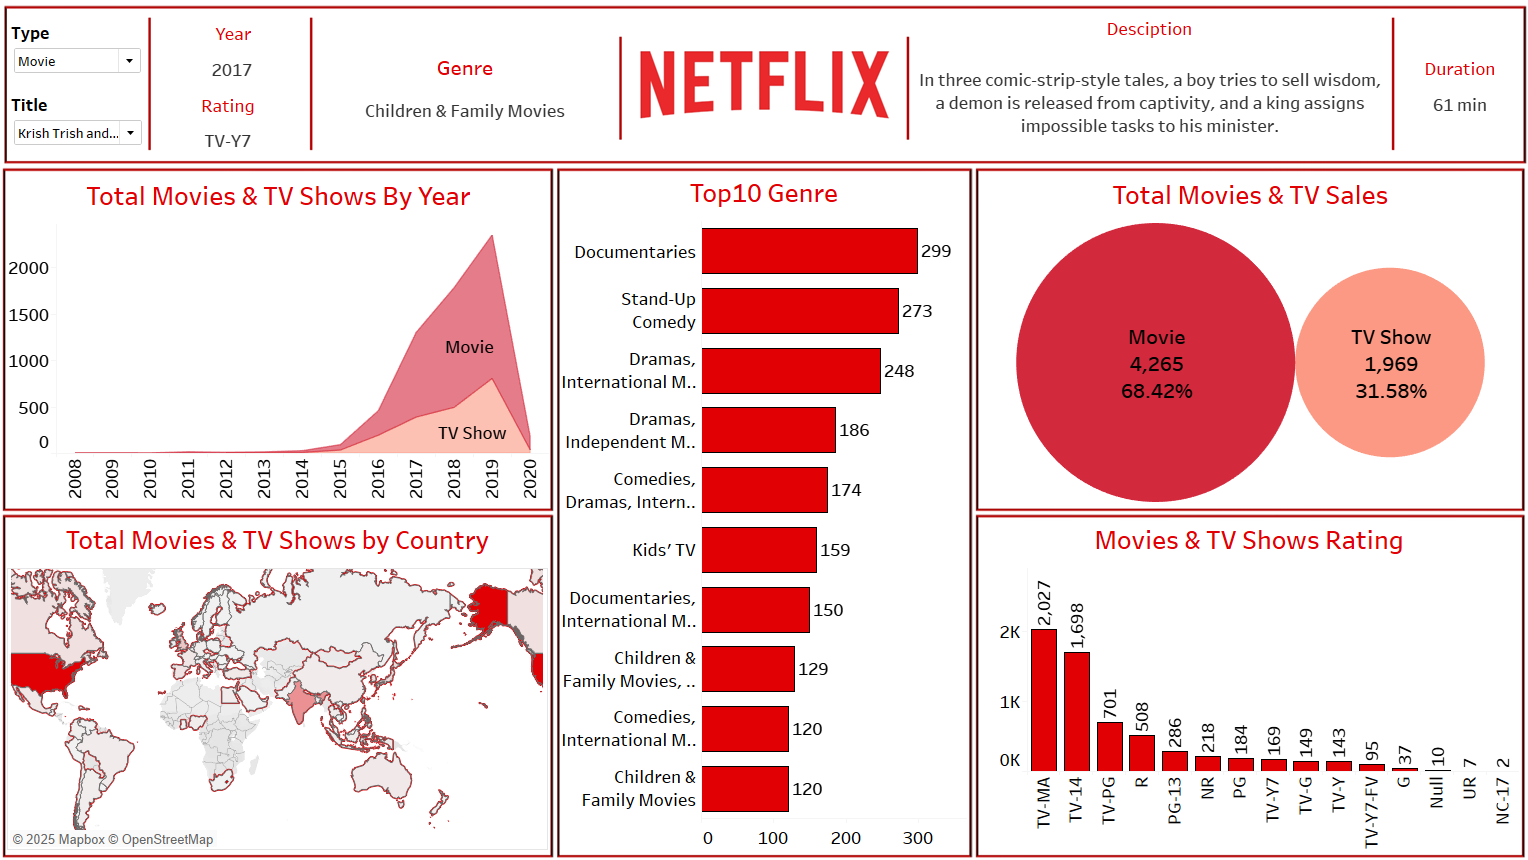 Type
Movie
Title
Krish Trish and...
Year
2017
Rating
TV-Y7
Genre
Children & Family Movies
NETFLIX
Desciption
In three comic-strip-style tales, a boy tries to sell wisdom,
a demon is released from captivity, and a king assigns
impossible tasks to his minister.
Duration
61 min
Total Movies & TV Shows By Year
2000
1500
1000
500
0
Movie
TV Show
2008
2009
2010
2011
2012
2013
2014
2015
2016
2017
2018
2019
2020
Top10 Genre
Documentaries
299
Stand-Up
Comedy
273
Dramas,
International M..
248
Dramas,
Independent M..
186
Comedies,
Dramas, Intern..
174
Kids' TV
159
Documentaries,
International M..
150
Children &
Family Movies, ..
129
Comedies,
International M..
120
Children &
Family Movies
120
0
100
200
300
Total Movies & TV Sales
Movie
4,265
68.42%
TV Show
1,969
31.58%
Total Movies & TV Shows by Country
© 2025 Mapbox © OpenStreetMap
Movies & TV Shows Rating
2K
1K
0K
2,027
1,698
701
508
286
218
184
169
149
143
95
37
10
7
2
TV-MA
TV-14
TV-PG
R
PG-13
NR
PG
TV-Y7
TV-G
TV-Y
TV-Y7-FV
G
Null
UR
NC-17